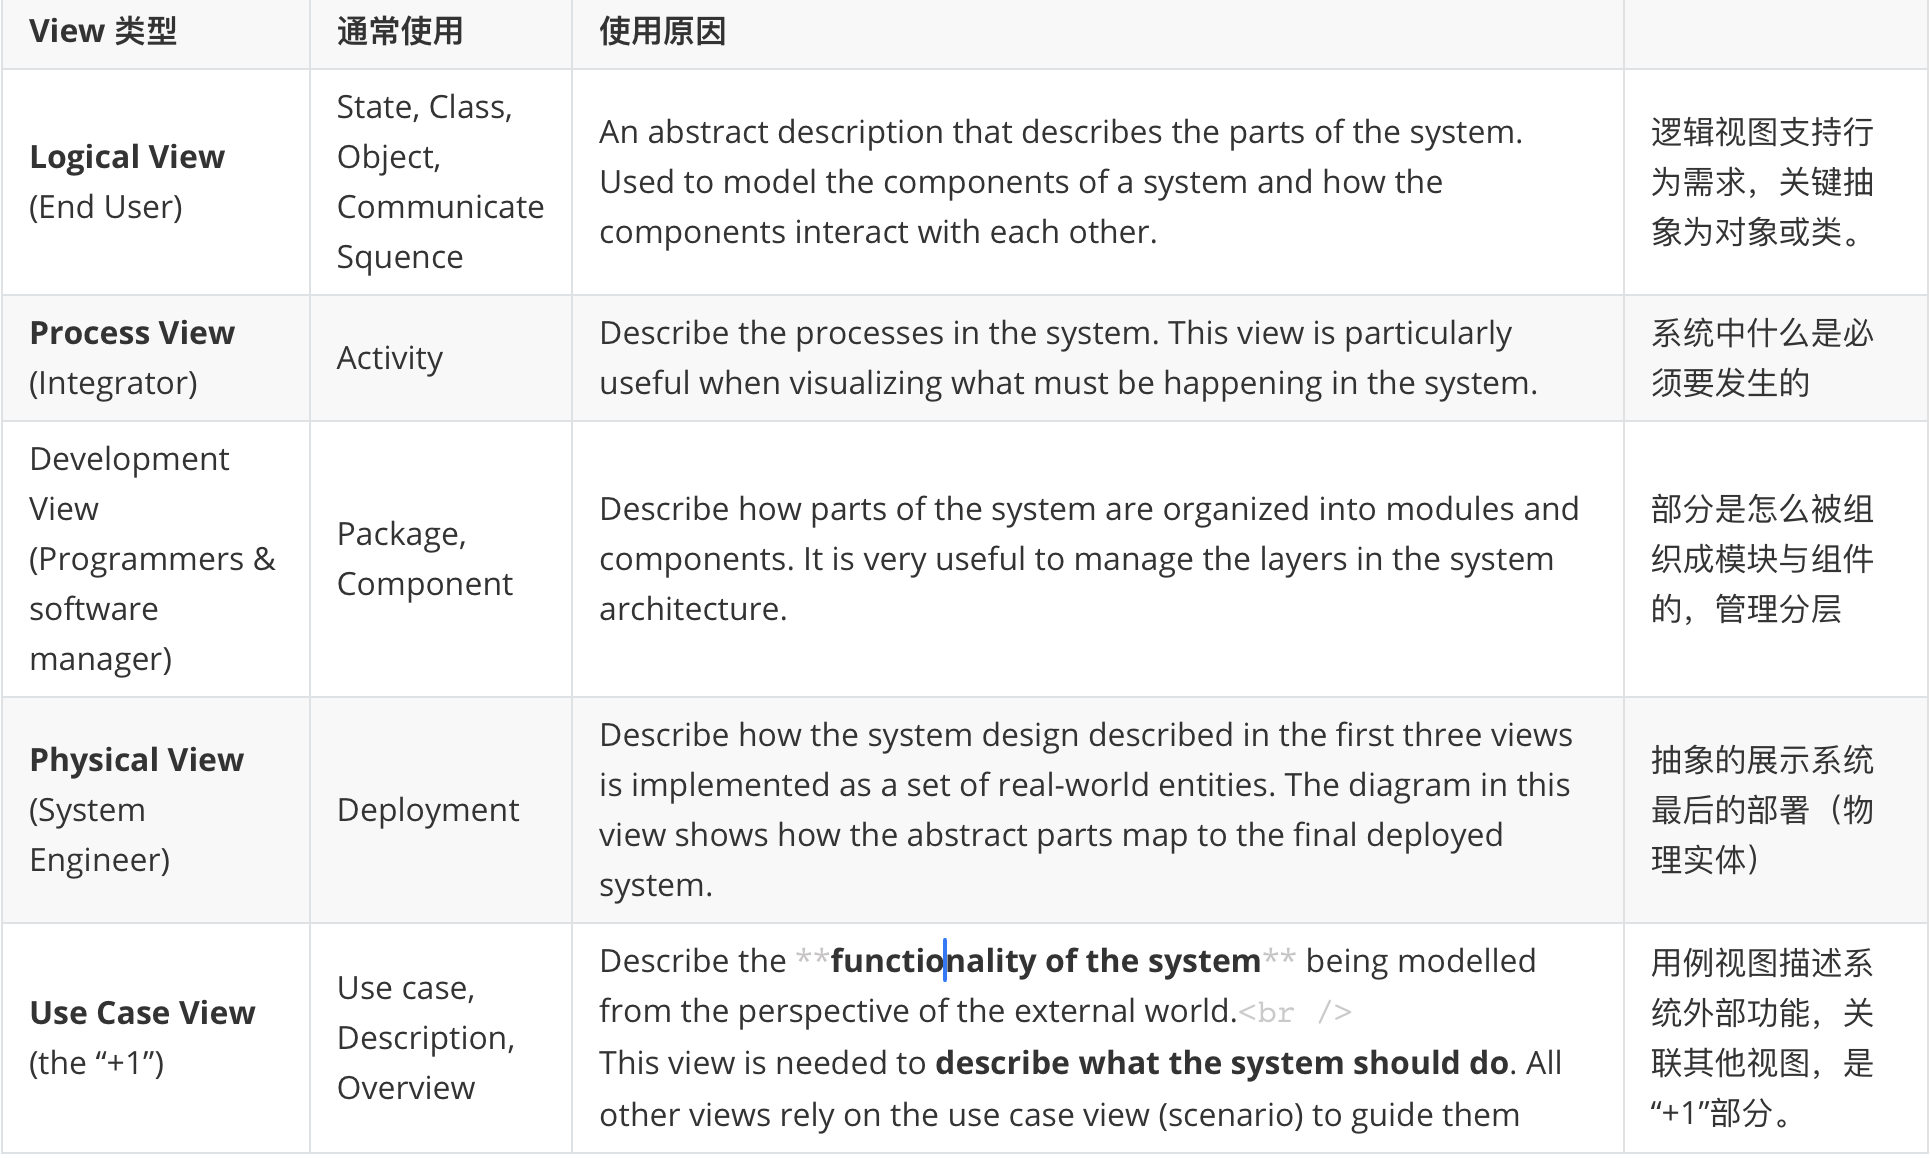 View 类型
通常使用
使用原因
Logical View
(End User)
State, Class,
Object,
Communicate
Squence
An abstract description that describes the parts of the system.
Used to model the components of a system and how the
components interact with each other.
逻辑视图支持行
为需求，关键抽
象为对象或类。
Process View
(Integrator)
Activity
Describe the processes in the system. This view is particularly
useful when visualizing what must be happening in the system.
系统中什么是必
须要发生的
Development
View
(Programmers &
software
manager)
Package,
Component
Describe how parts of the system are organized into modules and
components. It is very useful to manage the layers in the system
architecture.
部分是怎么被组
织成模块与组件
的，管理分层
Physical View
(System
Engineer)
Deployment
Describe how the system design described in the first three views
is implemented as a set of real-world entities. The diagram in this
view shows how the abstract parts map to the final deployed
system.
抽象的展示系统
最后的部署（物
理实体）
Use Case View
(the “+1”)
Use case,
Description,
Overview
Describe the **functionality of the system** being modelled
from the perspective of the external world.<br />
This view is needed to describe what the system should do. All
other views rely on the use case view (scenario) to guide them
用例视图描述系
统外部功能，关
联其他视图，是
“+1”部分。